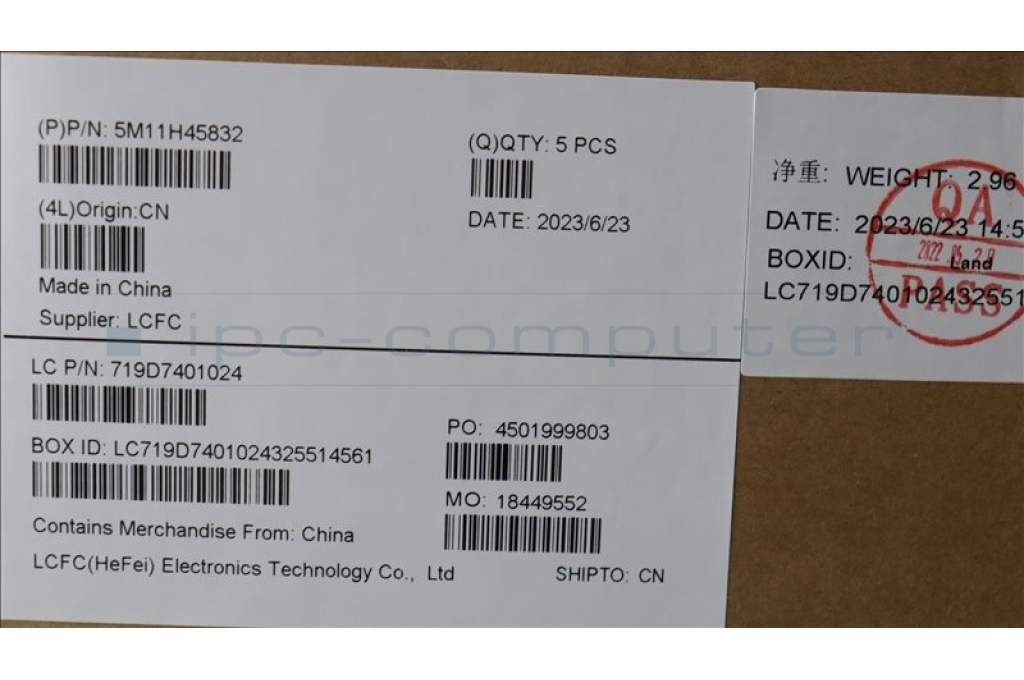 (P)P/N: 5M11H45832
(Q)QTY: 5 PCS
(4L)Origin:CN
DATE: 2023/6/23
Made in China
Supplier: LCFC
LC P/N: 719D7401024
BOX ID: LC719D7401024325514561
PO: 4501999803
MO: 18449552
Contains Merchandise From: China
LCFC(HeFei) Electronics Technology Co., Ltd
SHIPTO: CN
净重: WEIGHT: 2.96
DATE: 2023/6/23 14:5
BOXID: Land
LC719D740102432551
QA
PASS
ipc-computer